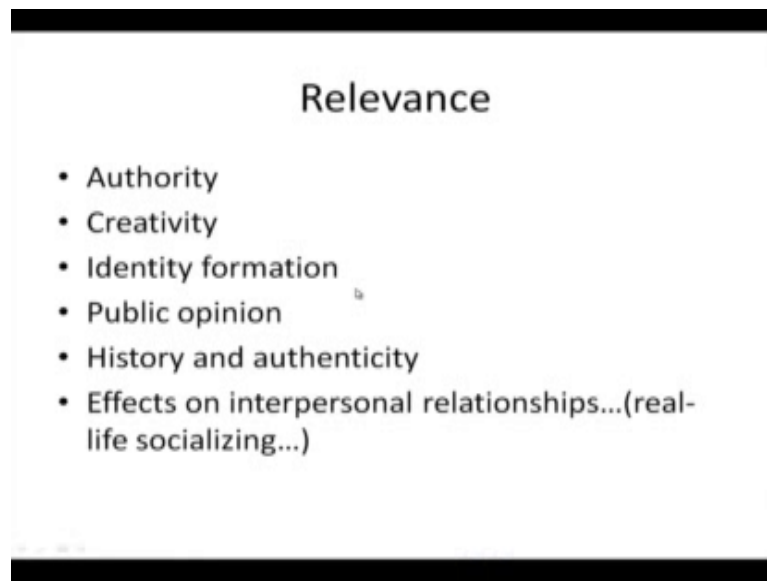 Relevance
• Authority
• Creativity
• Identity formation
• Public opinion
• History and authenticity
• Effects on interpersonal relationships...(real-
life socializing...)